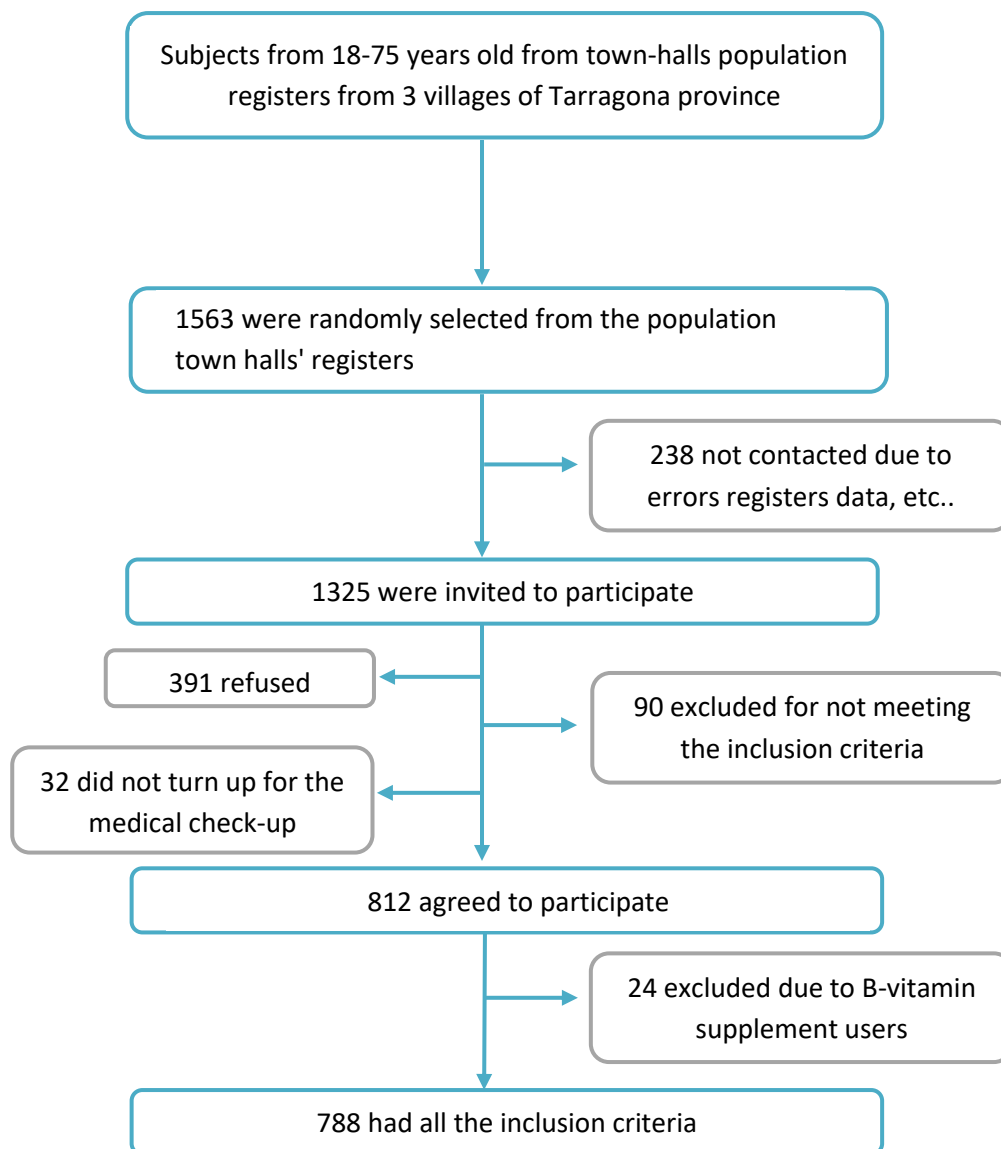 Subjects from 18-75 years old from town-halls population
registers from 3 villages of Tarragona province
1563 were randomly selected from the population
town halls' registers
238 not contacted due to
errors registers data, etc..
1325 were invited to participate
391 refused
90 excluded for not meeting
the inclusion criteria
32 did not turn up for the
medical check-up
812 agreed to participate
24 excluded due to B-vitamin
supplement users
788 had all the inclusion criteria